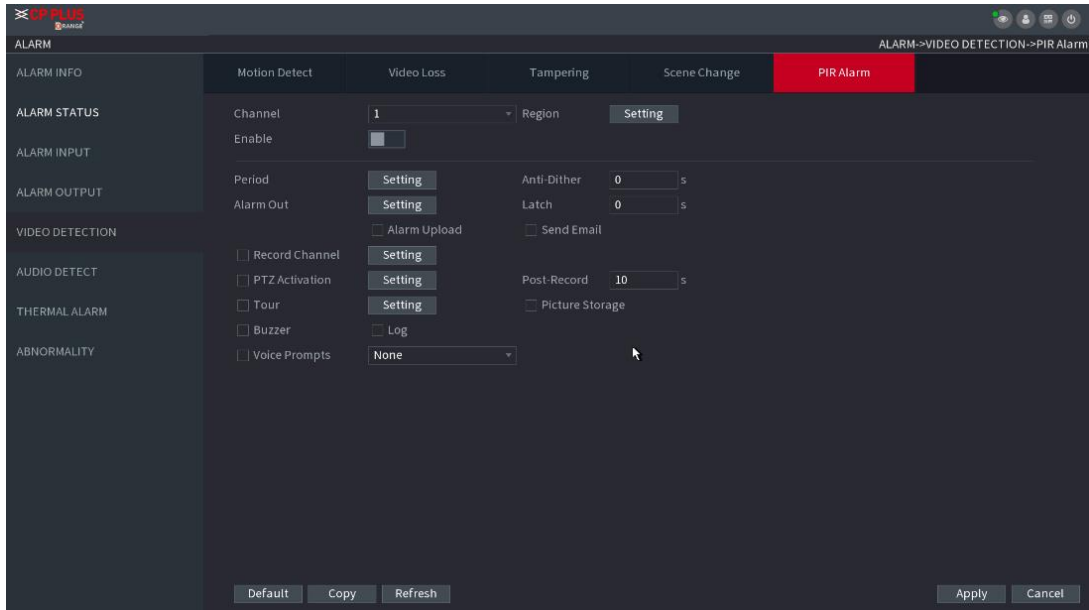 CP PLUS
ORANGE
ALARM ALARM->VIDEO DETECTION->PIR Alarm
ALARM INFO
ALARM STATUS
ALARM INPUT
ALARM OUTPUT
VIDEO DETECTION
AUDIO DETECT
THERMAL ALARM
ABNORMALITY
Motion Detect Video Loss Tampering Scene Change PIR Alarm
Channel 1 Region Setting
Enable
Period Setting Anti-Dither 0 s
Alarm Out Setting Latch 0 s
Alarm Upload Send Email
Record Channel Setting
PTZ Activation Setting Post-Record 10 s
Tour Setting Picture Storage
Buzzer Log
Voice Prompts None
Default Copy Refresh Apply Cancel